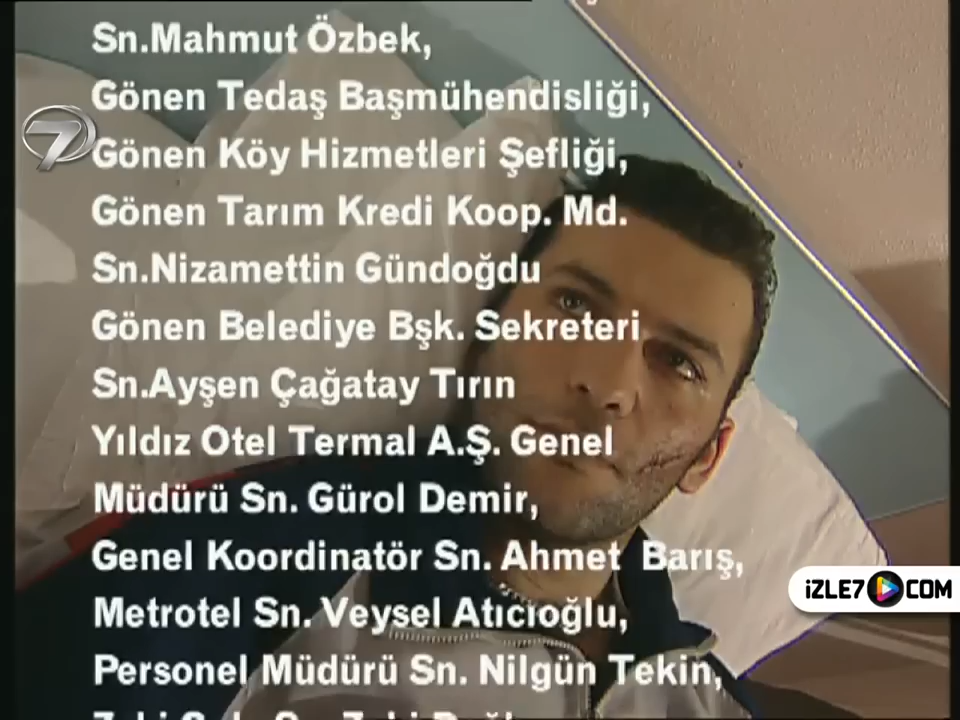 Sn.Mahmut Özbek,
Gönen Tedaş Başmühendisliği,
7
Gönen Köy Hizmetleri Şefliği,
Gönen Tarım Kredi Koop. Md.
Sn.Nizamettin Gündoğdu
Gönen Belediye Bşk. Sekreteri
Sn.Ayşen Çağatay Tırın
Yıldız Otel Termal A.Ş. Genel
Müdürü Sn. Gürol Demir,
Genel Koordinatör Sn. Ahmet Barış,
iZLE7 COM
Metrotel Sn. Veysel Atıcıoğlu,
Personel Müdürü Sn. Nilgün Tekin,